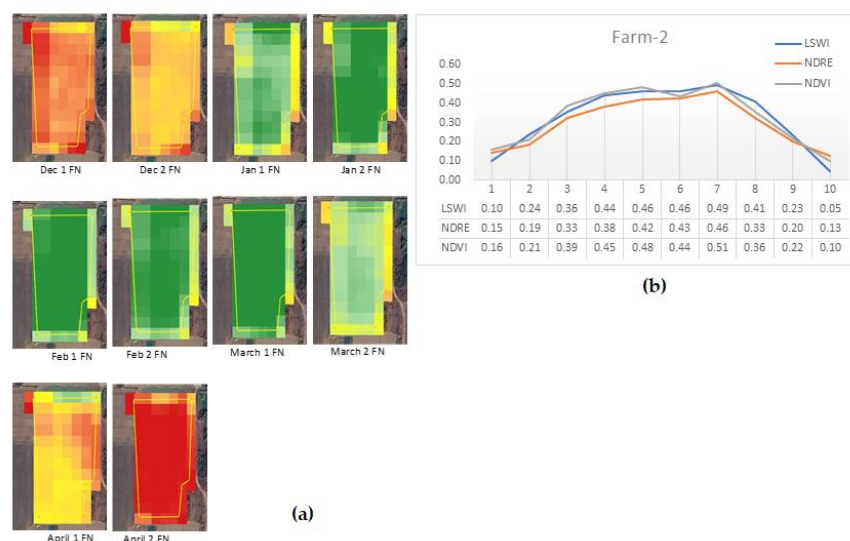 Dec 1 FN
Dec 2 FN
Jan 1 FN
Jan 2 FN
Feb 1 FN
Feb 2 FN
March 1 FN
March 2 FN
April 1 FN
April 2 FN
(a)
Farm-2
LSWI
NDRE
NDVI
0.60
0.50
0.40
0.30
0.20
0.10
0.00
1 2 3 4 5 6 7 8 9 10
LSWI 0.10 0.24 0.36 0.44 0.46 0.46 0.49 0.41 0.23 0.05
NDRE 0.15 0.19 0.33 0.38 0.42 0.43 0.46 0.33 0.20 0.13
NDVI 0.16 0.21 0.39 0.45 0.48 0.44 0.51 0.36 0.22 0.10
(b)